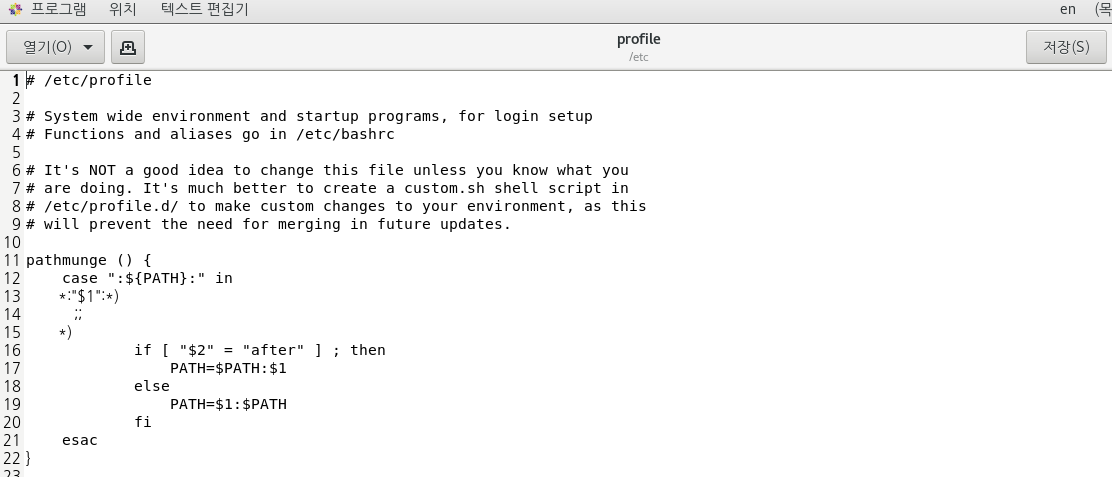 프로그램 위치 텍스트 편집기 en (목
열기(O) profile 저장(S)
/etc
1 # /etc/profile
2
3 # System wide environment and startup programs, for login setup
4 # Functions and aliases go in /etc/bashrc
5
6 # It's NOT a good idea to change this file unless you know what you
7 # are doing. It's much better to create a custom.sh shell script in
8 # /etc/profile.d/ to make custom changes to your environment, as this
9 # will prevent the need for merging in future updates.
10
11 pathmunge () {
12     case ":${PATH}:" in
13     *:"$1":*)
14       ;;
15     *)
16             if [ "$2" = "after" ] ; then
17                 PATH=$PATH:$1
18             else
19                 PATH=$1:$PATH
20             fi
21     esac
22 }
23